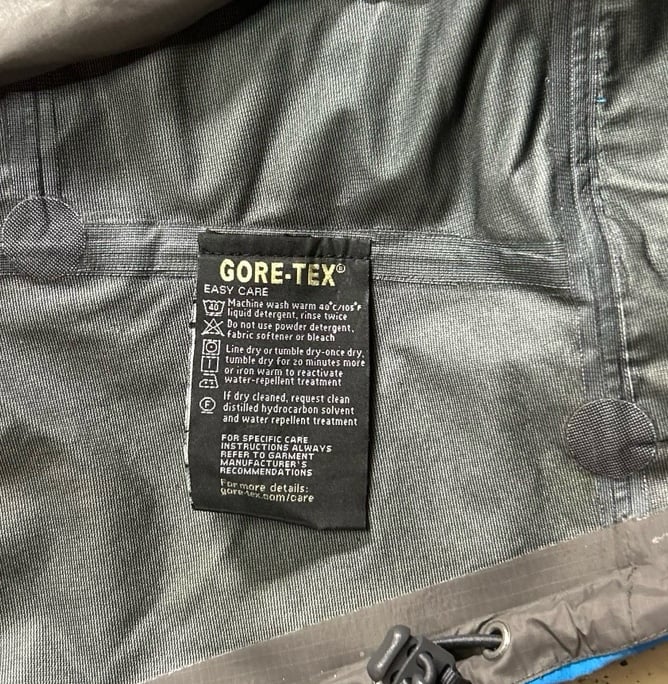 GORE-TEX®
EASY CARE
40
Machine wash warm 40°C/105°F
liquid detergent, rinse twice
Do not use powder detergent,
fabric softener or bleach
Line dry or tumble dry-once dry,
tumble dry for 20 minutes more
or iron warm to reactivate
water-repellent treatment
F
If dry cleaned, request clean
distilled hydrocarbon solvent
and water repellent treatment
FOR SPECIFIC CARE
INSTRUCTIONS ALWAYS
REFER TO GARMENT
MANUFACTURER'S
RECOMMENDATIONS
For more details:
gore-tex.com/care